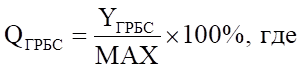 Q_ГРБС = Y_ГРБС / MAX × 100%, где